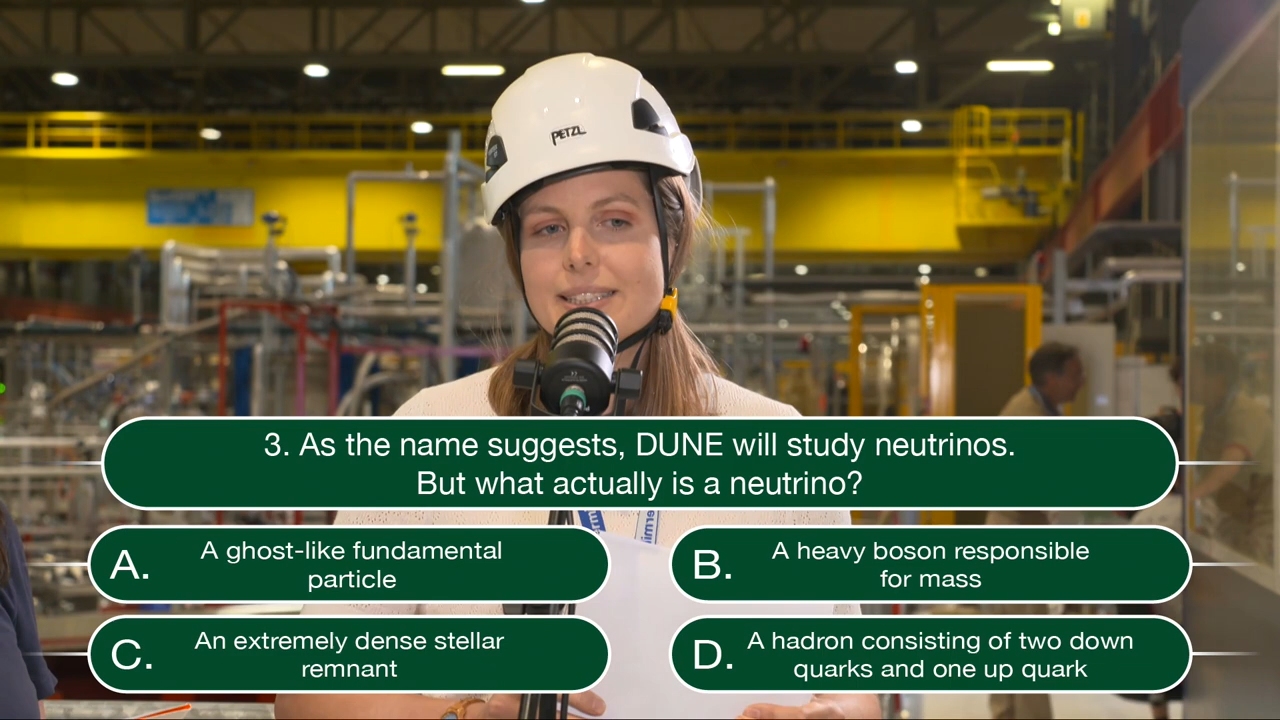 PETZL
3. As the name suggests, DUNE will study neutrinos.
But what actually is a neutrino?
A. A ghost-like fundamental
particle
B. A heavy boson responsible
for mass
C. An extremely dense stellar
remnant
D. A hadron consisting of two down
quarks and one up quark